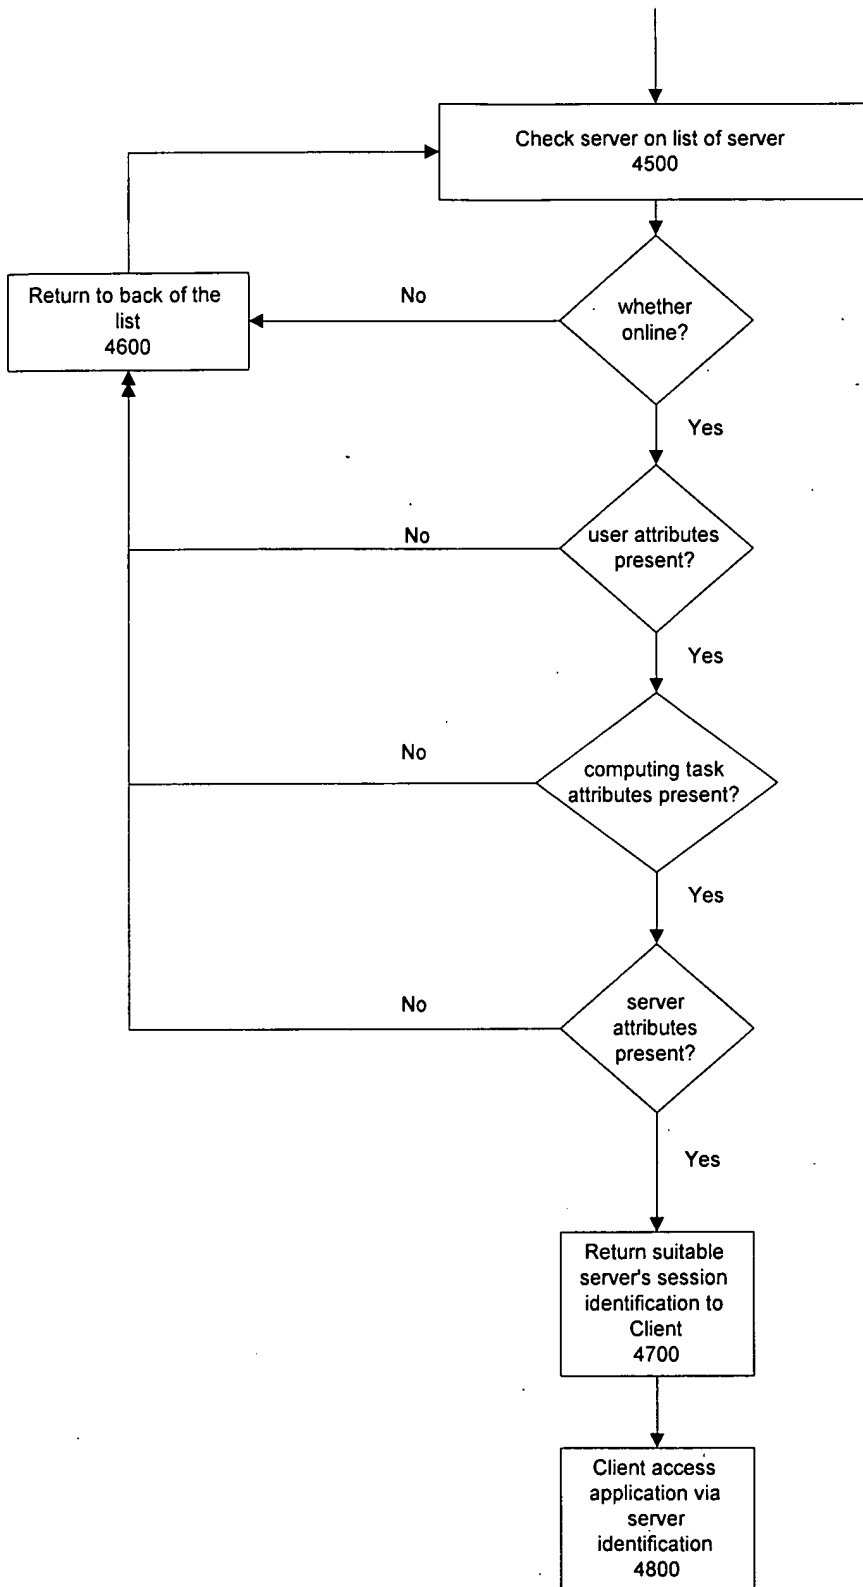 Check server on list of server
4500
Return to back of the
list
4600
No
whether
online?
Yes
No
user attributes
present?
Yes
No
computing task
attributes present?
Yes
No
server
attributes
present?
Yes
Return suitable
server's session
identification to
Client
4700
Client access
application via
server
identification
4800